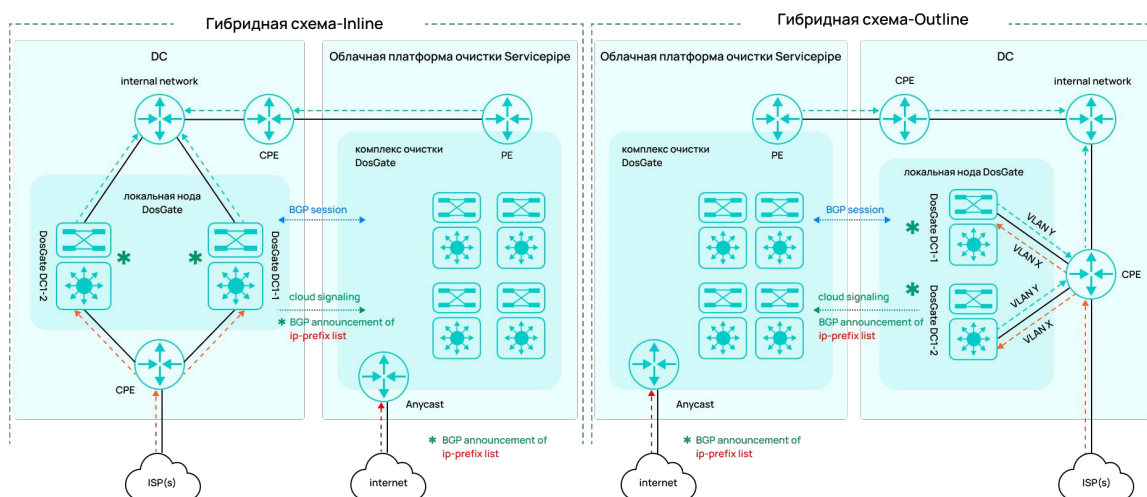 Гибридная схема-Inline
DC
internal network
CPE
локальная нода
DosGate
DosGate DC1-2
DosGate DC1-1
*
*
CPE
ISP(s)
Облачная платформа очистки Servicepipe
PE
комплекс очистки
DosGate
BGP session
cloud signaling
* BGP announcement of
ip-prefix list
Anycast
internet
* BGP announcement of
ip-prefix list
Гибридная схема-Outline
Облачная платформа очистки Servicepipe
PE
комплекс очистки
DosGate
BGP session
cloud signaling
BGP announcement of
ip-prefix list
Anycast
internet
* BGP announcement of
ip-prefix list
DC
CPE
internal network
локальная нода DosGate
*
DosGate DC1-1
VLAN Y
VLAN X
*
DosGate DC1-2
VLAN Y
VLAN X
CPE
ISP(s)